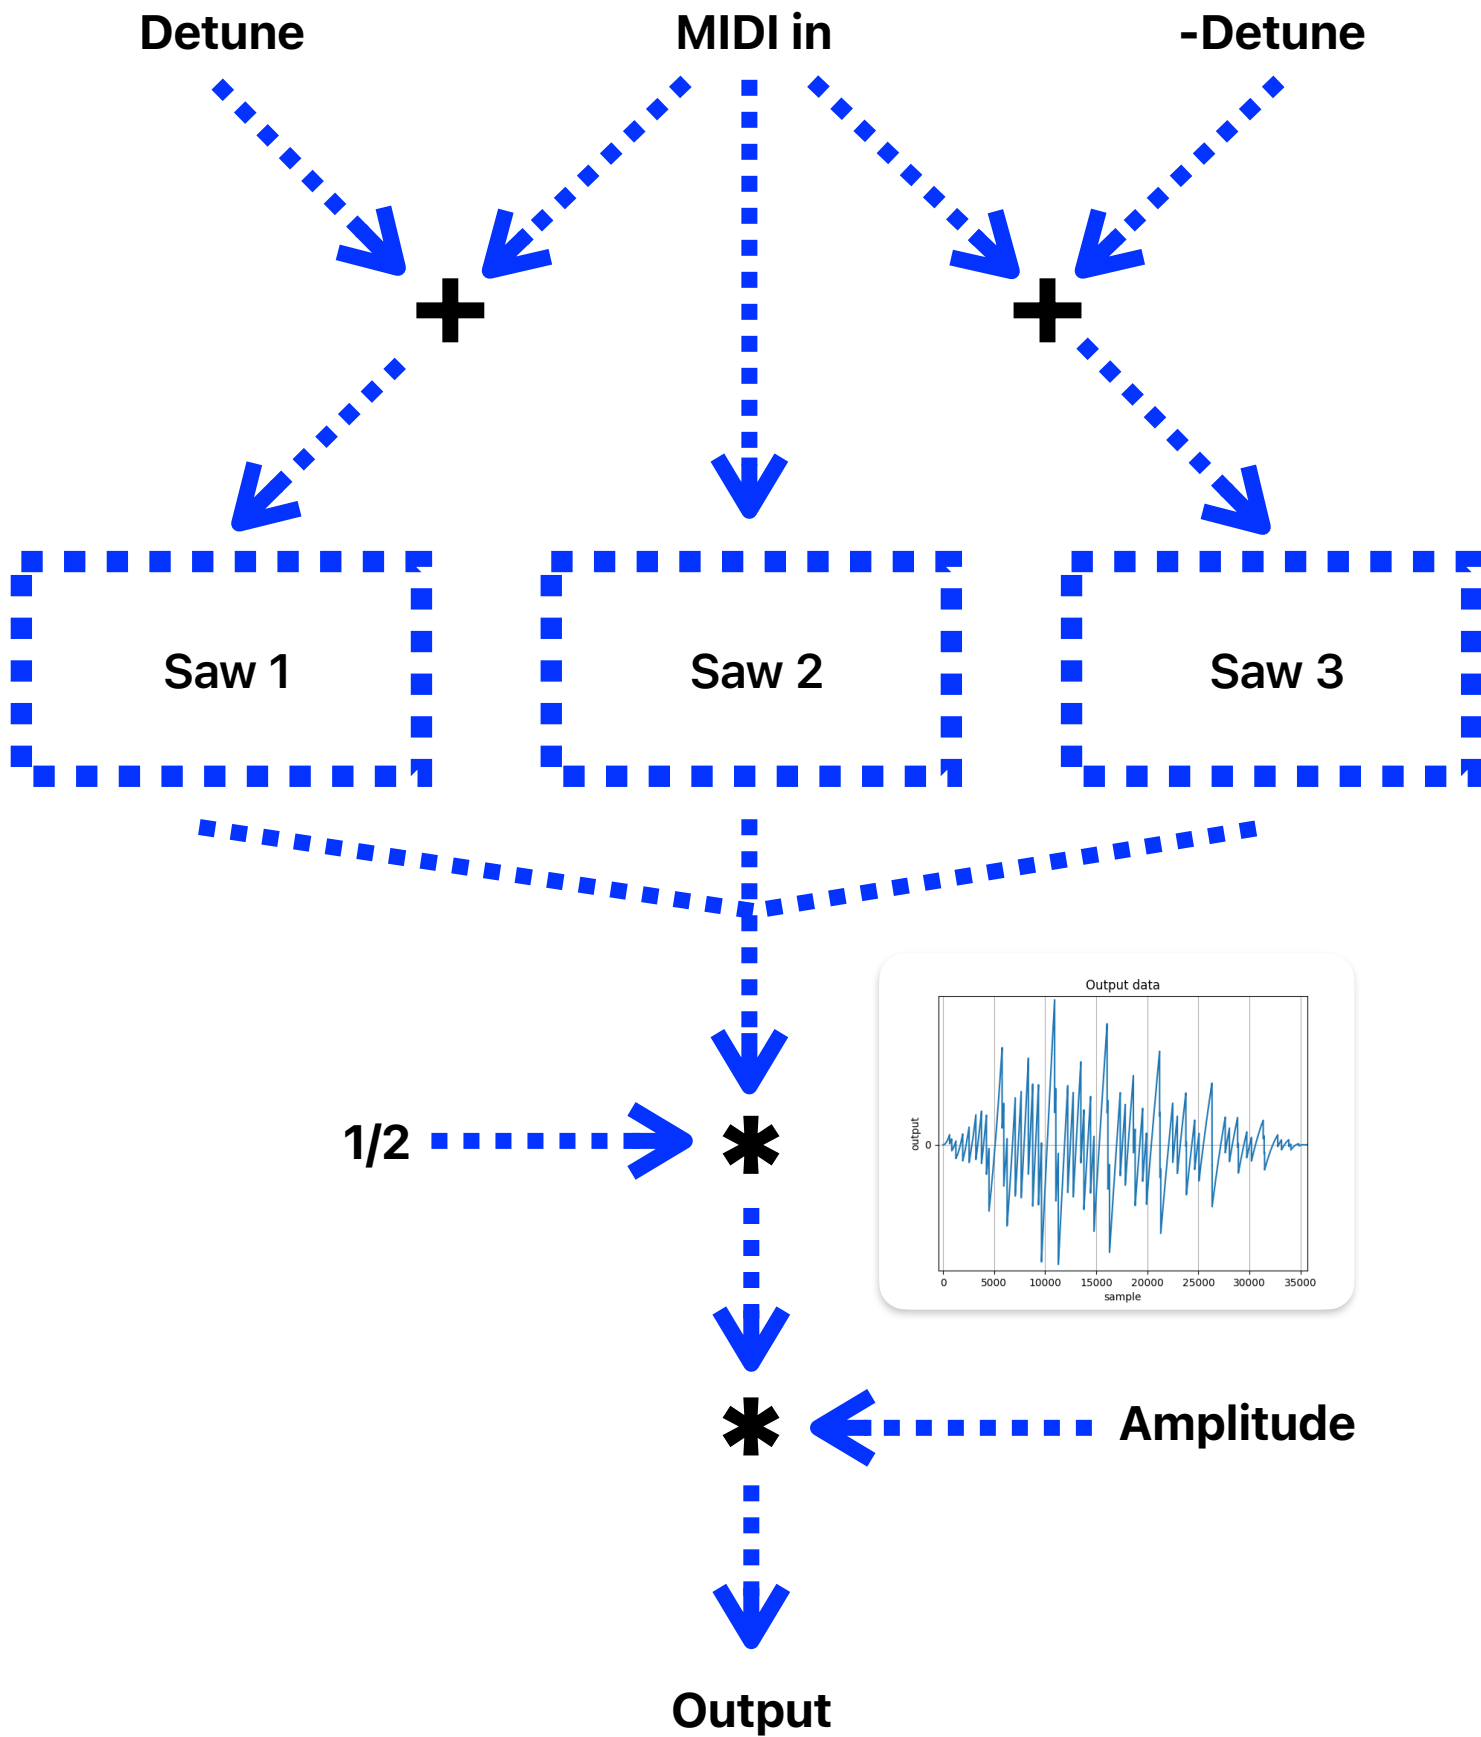 Detune
MIDI in
-Detune
+
+
Saw 1
Saw 2
Saw 3
Output data
output
0
0
5000
10000
15000
20000
25000
30000
35000
sample
1/2
*
*
Amplitude
Output